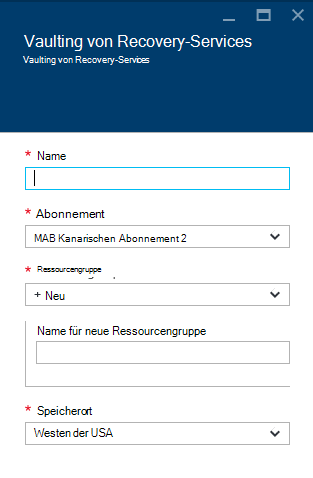 Vaulting von Recovery-Services
Vaulting von Recovery-Services
* Name
* Abonnement
MAB Kanarischen Abonnement 2
* Ressourcengruppe
+ Neu
Name für neue Ressourcengruppe
* Speicherort
Westen der USA